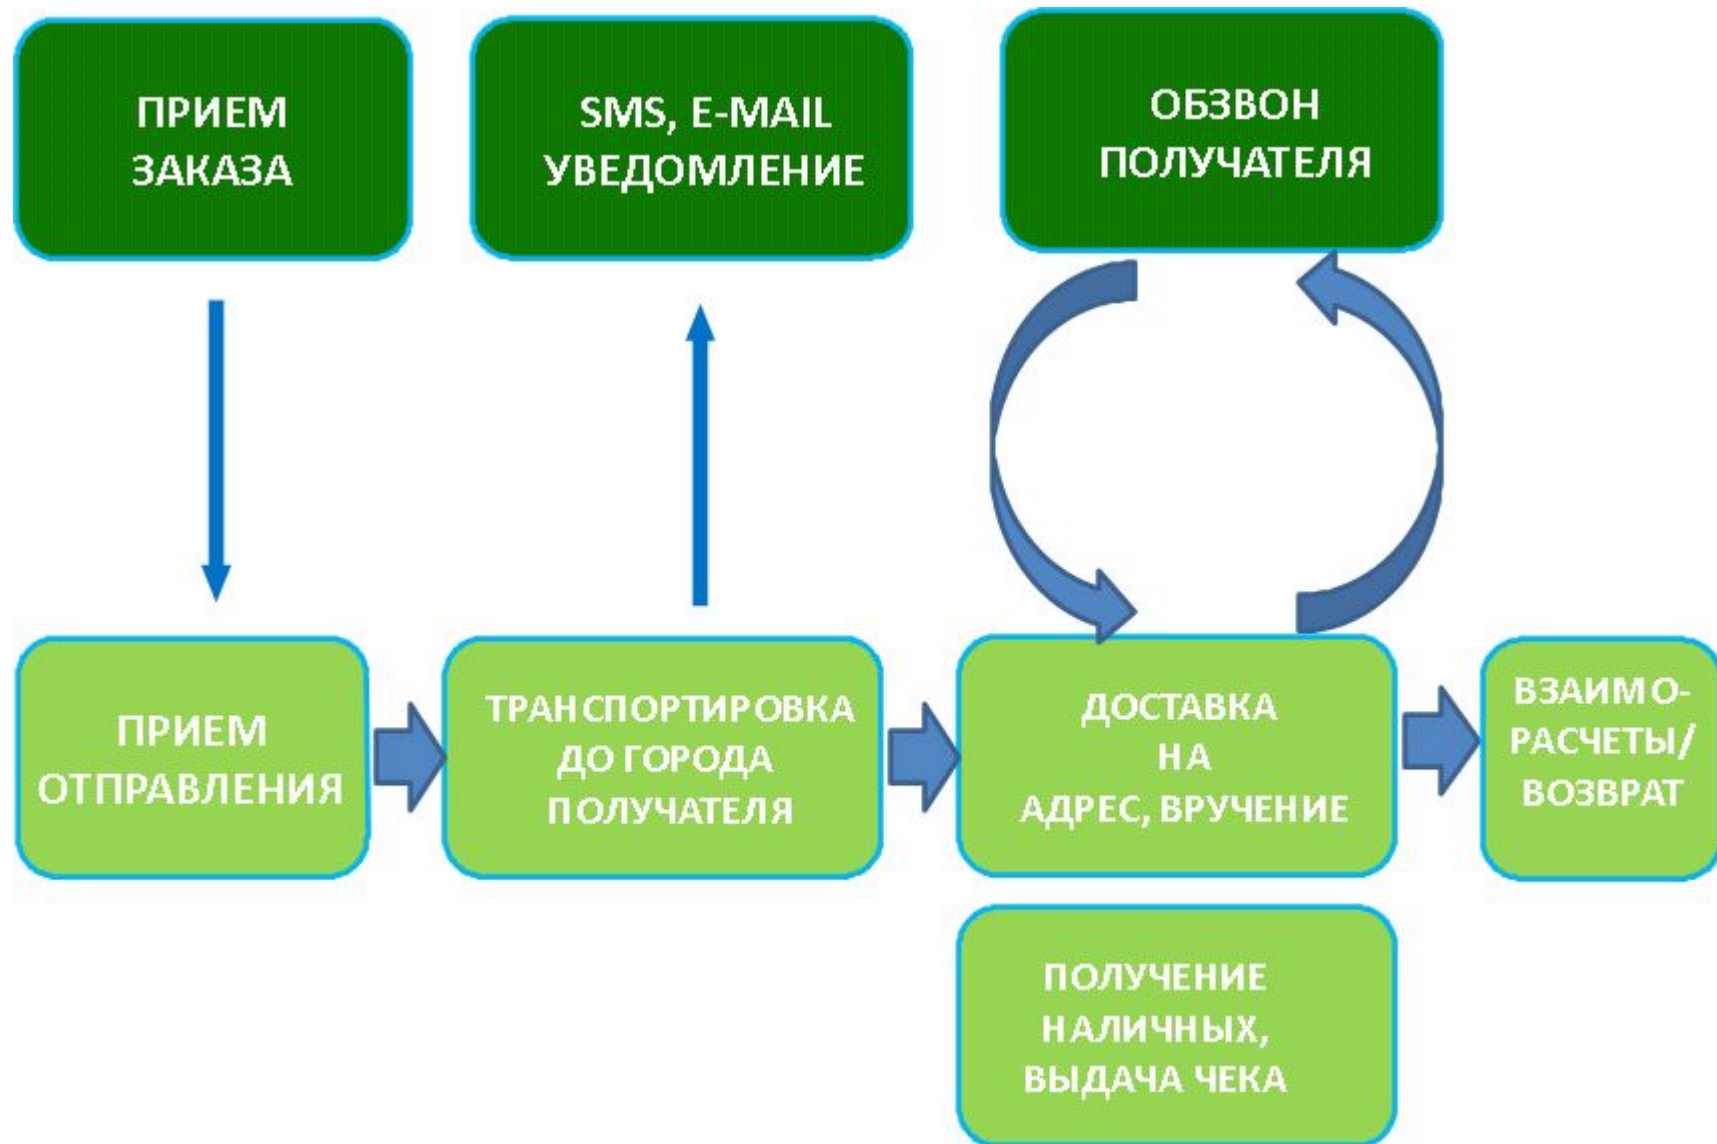 ПРИЕМ
ЗАКАЗА
SMS, E-MAIL
УВЕДОМЛЕНИЕ
ОБЗВОН
ПОЛУЧАТЕЛЯ
ПРИЕМ
ОТПРАВЛЕНИЯ
ТРАНСПОРТИРОВКА
ДО ГОРОДА
ПОЛУЧАТЕЛЯ
ДОСТАВКА
НА
АДРЕС, ВРУЧЕНИЕ
ВЗАИМО-
РАСЧЕТЫ/
ВОЗВРАТ
ПОЛУЧЕНИЕ
НАЛИЧНЫХ,
ВЫДАЧА ЧЕКА